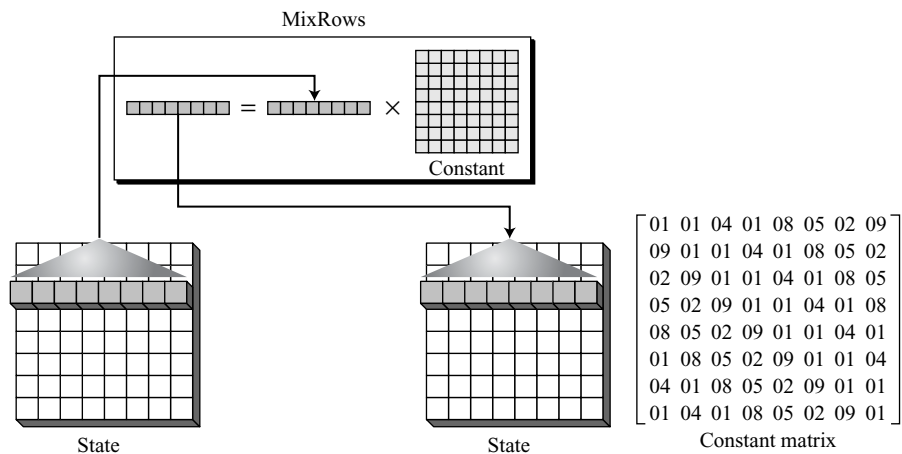 MixRows
= ×
Constant
State
State
01 01 04 01 08 05 02 09
09 01 01 04 01 08 05 02
02 09 01 01 04 01 08 05
05 02 09 01 01 04 01 08
08 05 02 09 01 01 04 01
01 08 05 02 09 01 01 04
04 01 08 05 02 09 01 01
01 04 01 08 05 02 09 01
Constant matrix